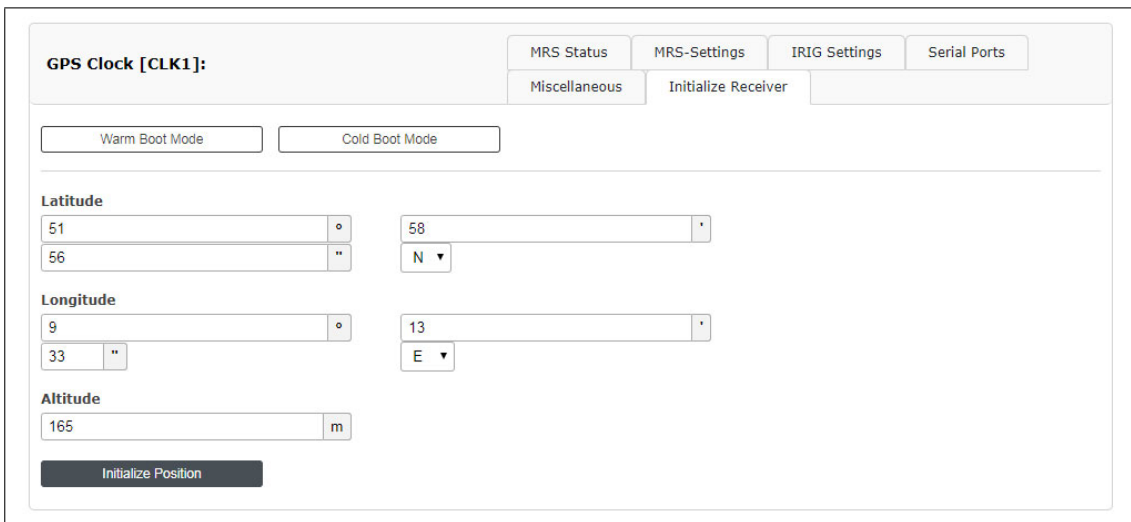 GPS Clock [CLK1]:
MRS Status MRS-Settings IRIG Settings Serial Ports
Miscellaneous Initialize Receiver
Warm Boot Mode Cold Boot Mode
Latitude
51 ° 58 '
56 " N
Longitude
9 ° 13 '
33 " E
Altitude
165 m
Initialize Position